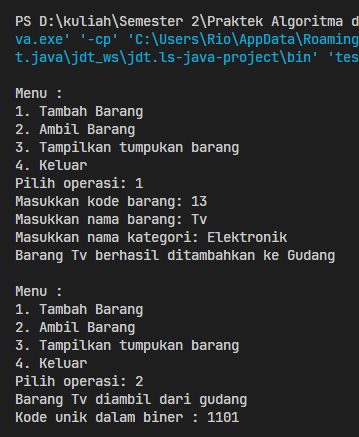 PS D:\kuliah\Semester 2\Praktek Algoritma d
va.exe' '-cp' 'C:\Users\Rio\AppData\Roaming
t.java\jdt_ws\jdt.ls-java-project\bin' 'tes
Menu :
1. Tambah Barang
2. Ambil Barang
3. Tampilkan tumpukan barang
4. Keluar
Pilih operasi: 1
Masukkan kode barang: 13
Masukkan nama barang: Tv
Masukkan nama kategori: Elektronik
Barang Tv berhasil ditambahkan ke Gudang
Menu :
1. Tambah Barang
2. Ambil Barang
3. Tampilkan tumpukan barang
4. Keluar
Pilih operasi: 2
Barang Tv diambil dari gudang
Kode unik dalam biner : 1101